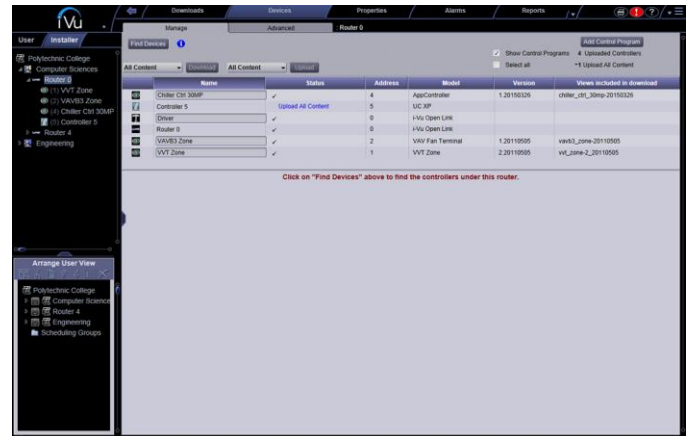 i Vu
Downloads Devices Properties Alarms Reports
Manage Advanced : Router 0
User Installer
Polytechnic College
Computer Sciences
Router 0
(1) VVT Zone
(2) VAVB3 Zone
(4) Chiller Ctrl 30MP
(5) Controller 5
Router 4
Engineering
Find Devices
Add Control Program
Show Control Programs 4 Uploaded Controllers
Select all ~1 Upload All Content
All Content Download All Content Upload
Name Status Address Model Version Views included in download
Chiller Ctrl 30MP ✓ 4 AppController 1.20150326 chiller_ctrl_30mp-20150326
Controller 5 Upload All Content 5 UC XP
Driver ✓ 0 i-Vu Open Link
Router 0 ✓ 0 i-Vu Open Link
VAVB3 Zone ✓ 2 VAV Fan Terminal 1.20110505 vavb3_zone-20110505
VVT Zone ✓ 1 VVT Zone 2.20110505 vvt_zone-2_20110505
Click on "Find Devices" above to find the controllers under this router.
Arrange User View
Polytechnic College
Computer Science
Router 4
Engineering
Scheduling Groups